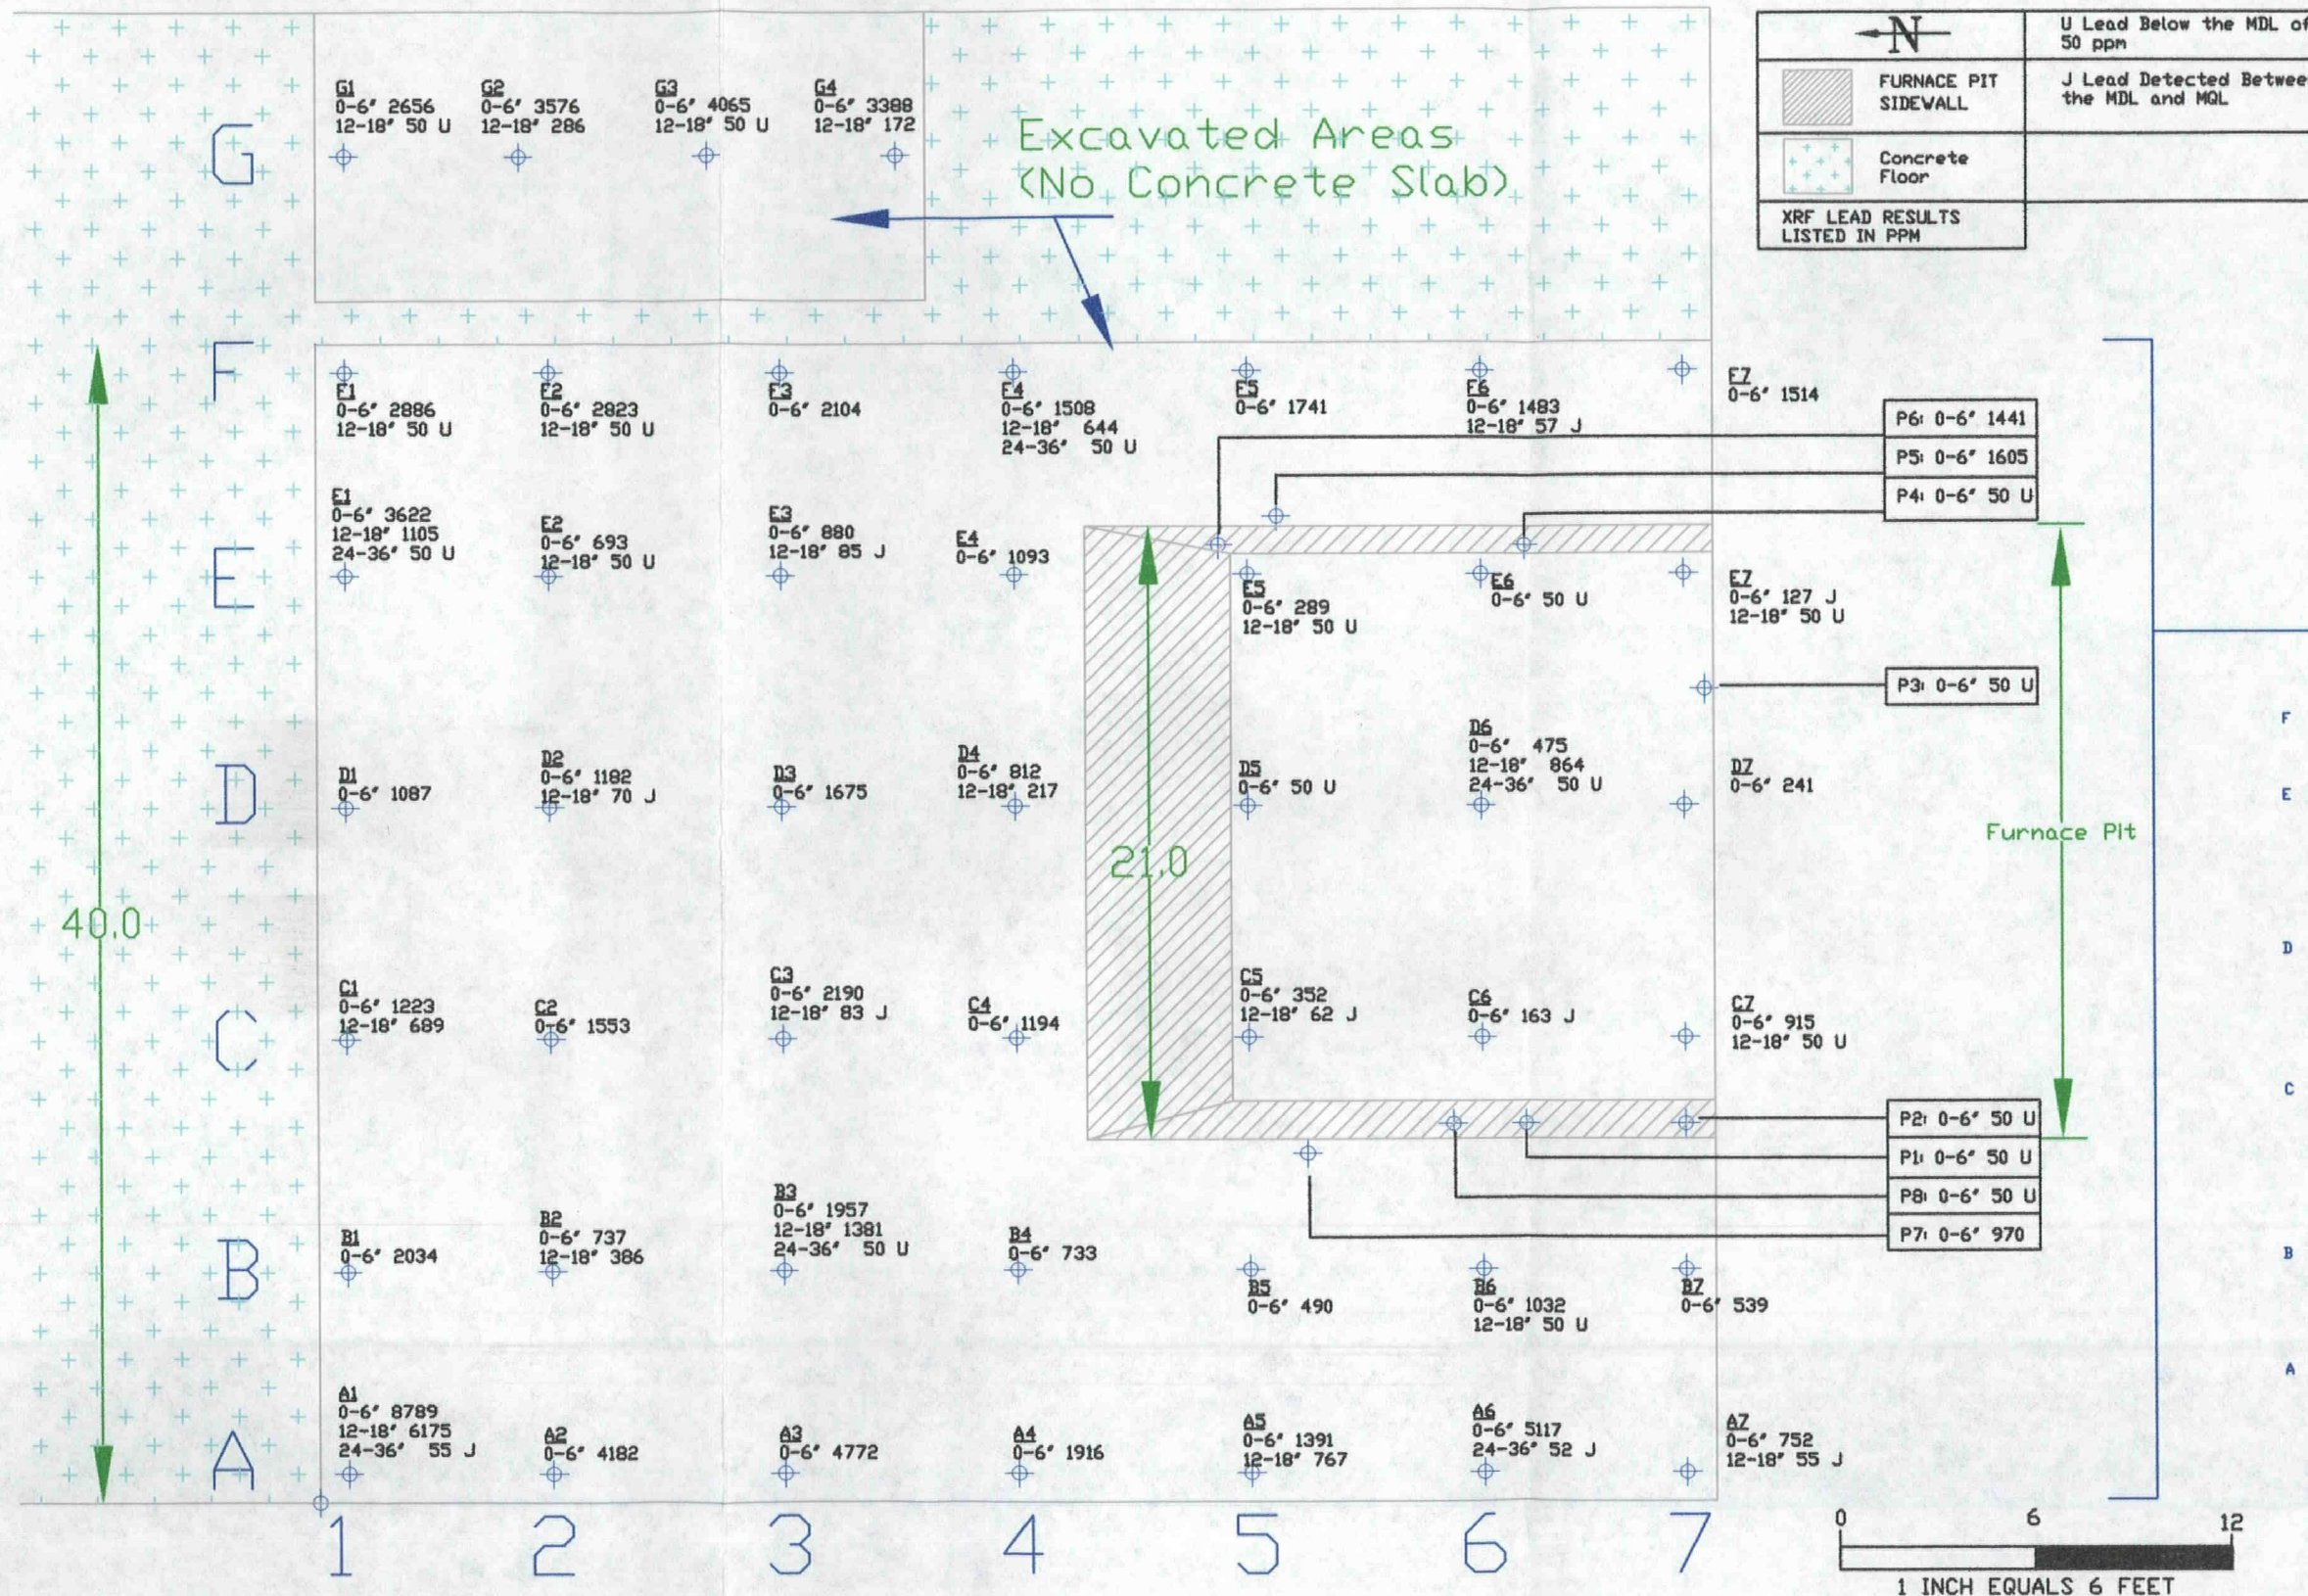 N
U Lead Below the MDL of
50 ppm
FURNACE PIT
SIDEWALL
J Lead Detected Betwee
the MDL and MQL
Concrete
Floor
XRF LEAD RESULTS
LISTED IN PPM
G
G1
0-6" 2656
12-18" 50 U
G2
0-6" 3576
12-18" 286
G3
0-6" 4065
12-18" 50 U
G4
0-6" 3388
12-18" 172
Excavated Areas
(No Concrete Slab)
F
F1
0-6" 2886
12-18" 50 U
F2
0-6" 2823
12-18" 50 U
F3
0-6" 2104
F4
0-6" 1508
12-18" 644
24-36" 50 U
F5
0-6" 1741
F6
0-6" 1483
12-18" 57 J
F7
0-6" 1514
P6: 0-6" 1441
P5: 0-6" 1605
P4: 0-6" 50 U
E
E1
0-6" 3622
12-18" 1105
24-36" 50 U
E2
0-6" 693
12-18" 50 U
E3
0-6" 880
12-18" 85 J
E4
0-6" 1093
E5
0-6" 289
12-18" 50 U
E6
0-6" 50 U
E7
0-6" 127 J
12-18" 50 U
P3: 0-6" 50 U
D
D1
0-6" 1087
D2
0-6" 1182
12-18" 70 J
D3
0-6" 1675
D4
0-6" 812
12-18" 217
D5
0-6" 50 U
D6
0-6" 475
12-18" 864
24-36" 50 U
D7
0-6" 241
Furnace Pit
21.0
40.0
C
C1
0-6" 1223
12-18" 689
C2
0-6" 1553
C3
0-6" 2190
12-18" 83 J
C4
0-6" 1194
C5
0-6" 352
12-18" 62 J
C6
0-6" 163 J
C7
0-6" 915
12-18" 50 U
P2: 0-6" 50 U
P1: 0-6" 50 U
P8: 0-6" 50 U
P7: 0-6" 970
B
B1
0-6" 2034
B2
0-6" 737
12-18" 386
B3
0-6" 1957
12-18" 1381
24-36" 50 U
B4
0-6" 733
B5
0-6" 490
B6
0-6" 1032
12-18" 50 U
B7
0-6" 539
A
A1
0-6" 8789
12-18" 6175
24-36" 55 J
A2
0-6" 4182
A3
0-6" 4772
A4
0-6" 1916
A5
0-6" 1391
12-18" 767
A6
0-6" 5117
24-36" 52 J
A7
0-6" 752
12-18" 55 J
1 2 3 4 5 6 7
F
E
D
C
B
A
0 6 12
1 INCH EQUALS 6 FEET